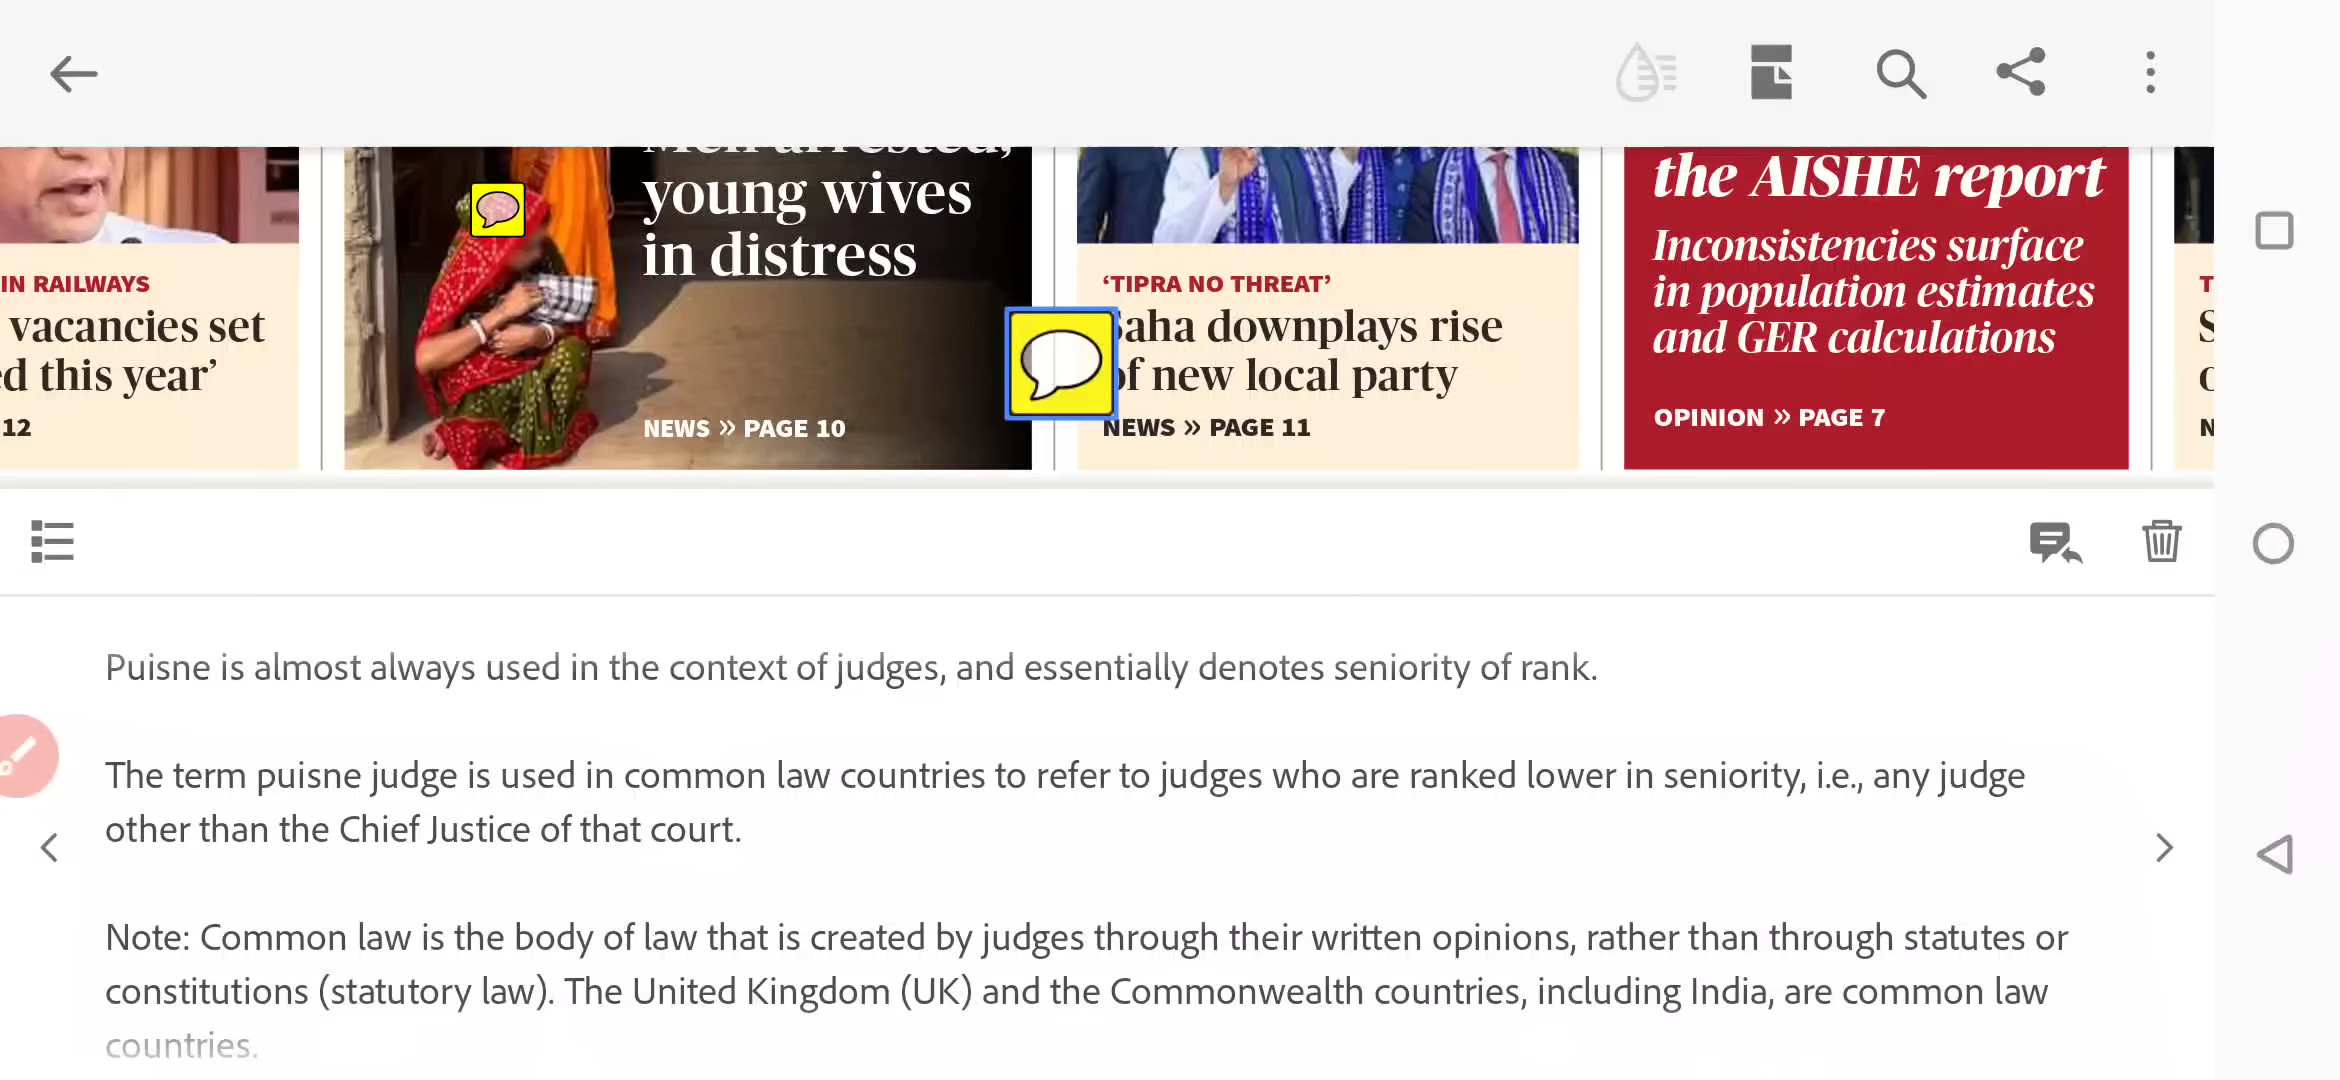 Men arrested,
young wives
in distress
NEWS » PAGE 10
IN RAILWAYS
vacancies set
ed this year’
12
‘TIPRA NO THREAT’
Saha downplays rise
of new local party
NEWS » PAGE 11
the AISHE report
Inconsistencies surface
in population estimates
and GER calculations
OPINION » PAGE 7
Puisne is almost always used in the context of judges, and essentially denotes seniority of rank.
The term puisne judge is used in common law countries to refer to judges who are ranked lower in seniority, i.e., any judge
other than the Chief Justice of that court.
Note: Common law is the body of law that is created by judges through their written opinions, rather than through statutes or
constitutions (statutory law). The United Kingdom (UK) and the Commonwealth countries, including India, are common law
countries.